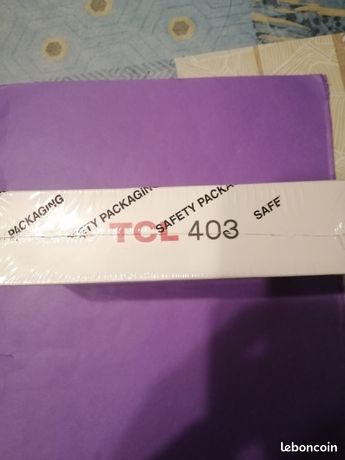 PACKAGING
SAFETY PACKAGING
SAFETY PACKA
SAFE
TCL 403
leboncoin